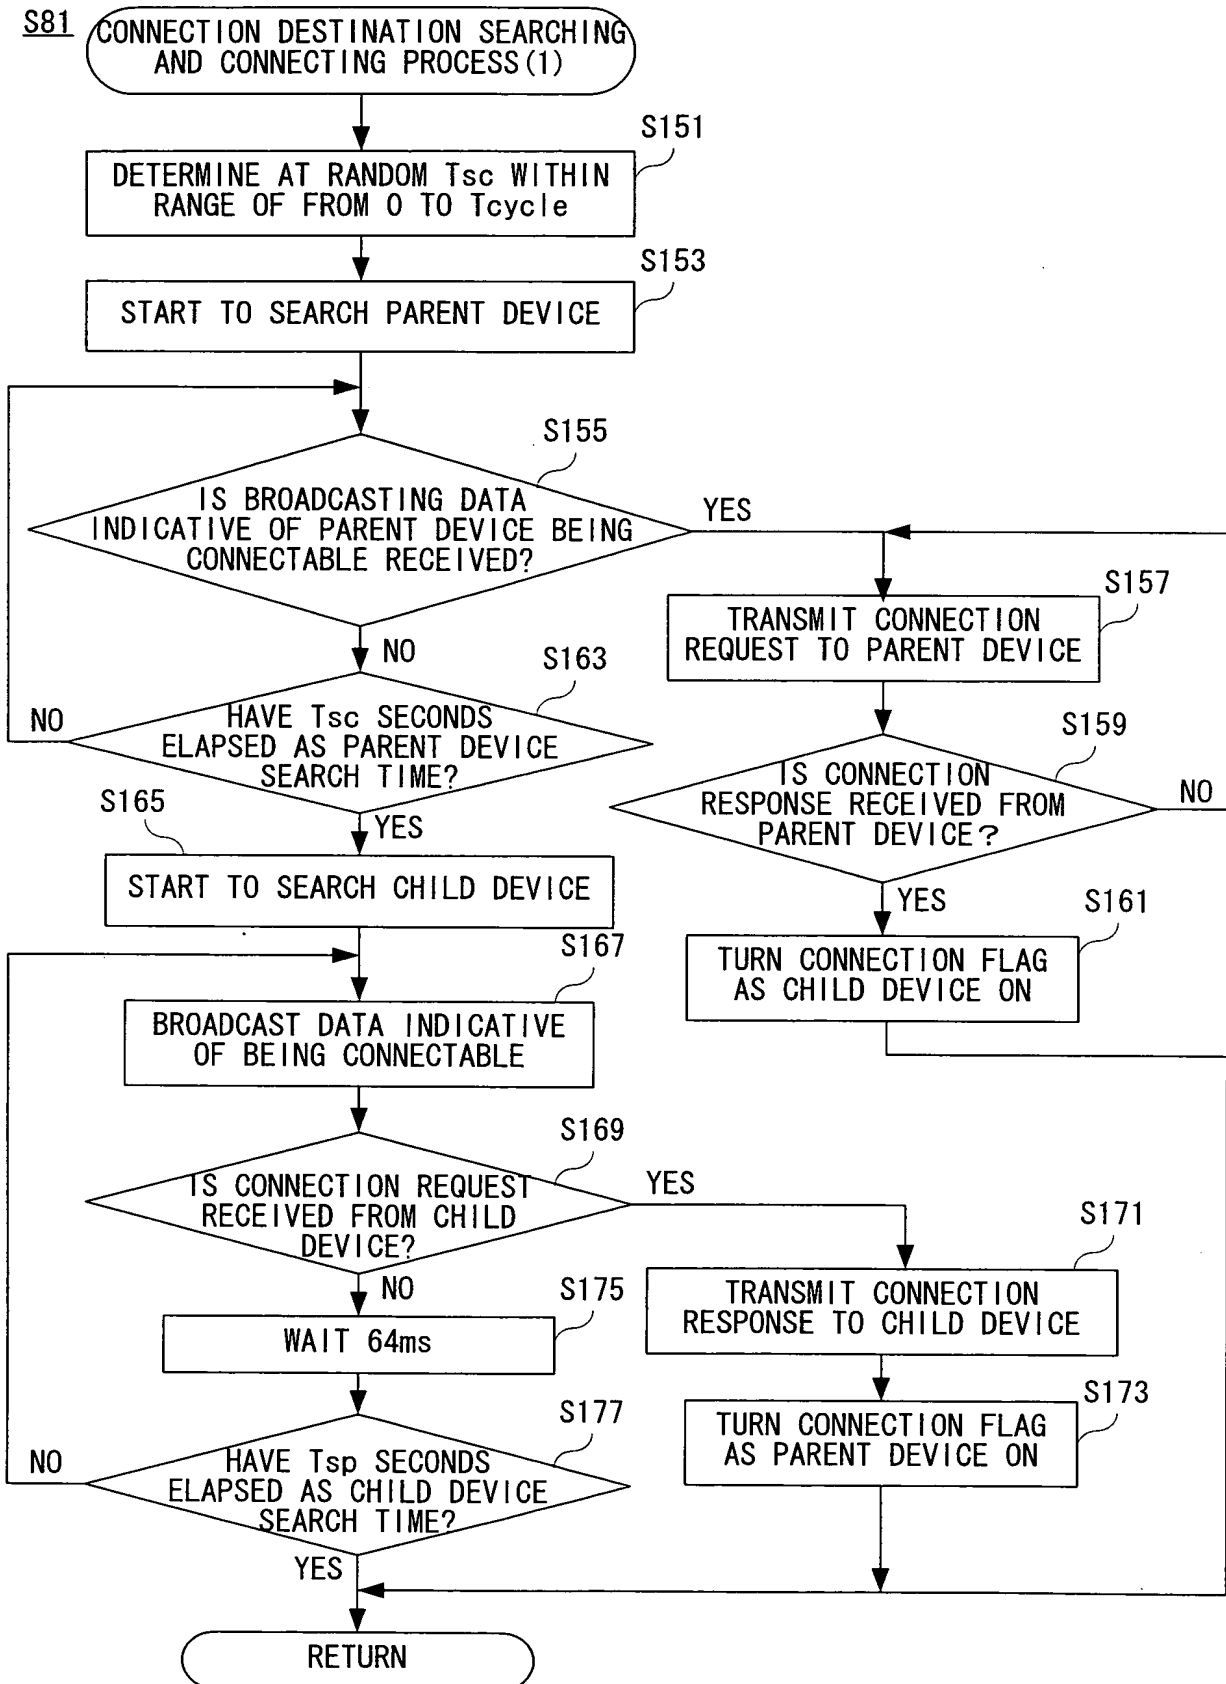 S81
CONNECTION DESTINATION SEARCHING
AND CONNECTING PROCESS(1)
S151
DETERMINE AT RANDOM Tsc WITHIN
RANGE OF FROM 0 TO Tcycle
S153
START TO SEARCH PARENT DEVICE
S155
IS BROADCASTING DATA
INDICATIVE OF PARENT DEVICE BEING
CONNECTABLE RECEIVED?
YES
NO
S157
TRANSMIT CONNECTION
REQUEST TO PARENT DEVICE
S163
HAVE Tsc SECONDS
ELAPSED AS PARENT DEVICE
SEARCH TIME?
NO
YES
S159
IS CONNECTION
RESPONSE RECEIVED FROM
PARENT DEVICE?
NO
YES
S165
START TO SEARCH CHILD DEVICE
S161
TURN CONNECTION FLAG
AS CHILD DEVICE ON
S167
BROADCAST DATA INDICATIVE
OF BEING CONNECTABLE
S169
IS CONNECTION REQUEST
RECEIVED FROM CHILD
DEVICE?
YES
NO
S171
TRANSMIT CONNECTION
RESPONSE TO CHILD DEVICE
S175
WAIT 64ms
S173
TURN CONNECTION FLAG
AS PARENT DEVICE ON
S177
HAVE Tsp SECONDS
ELAPSED AS CHILD DEVICE
SEARCH TIME?
NO
YES
RETURN